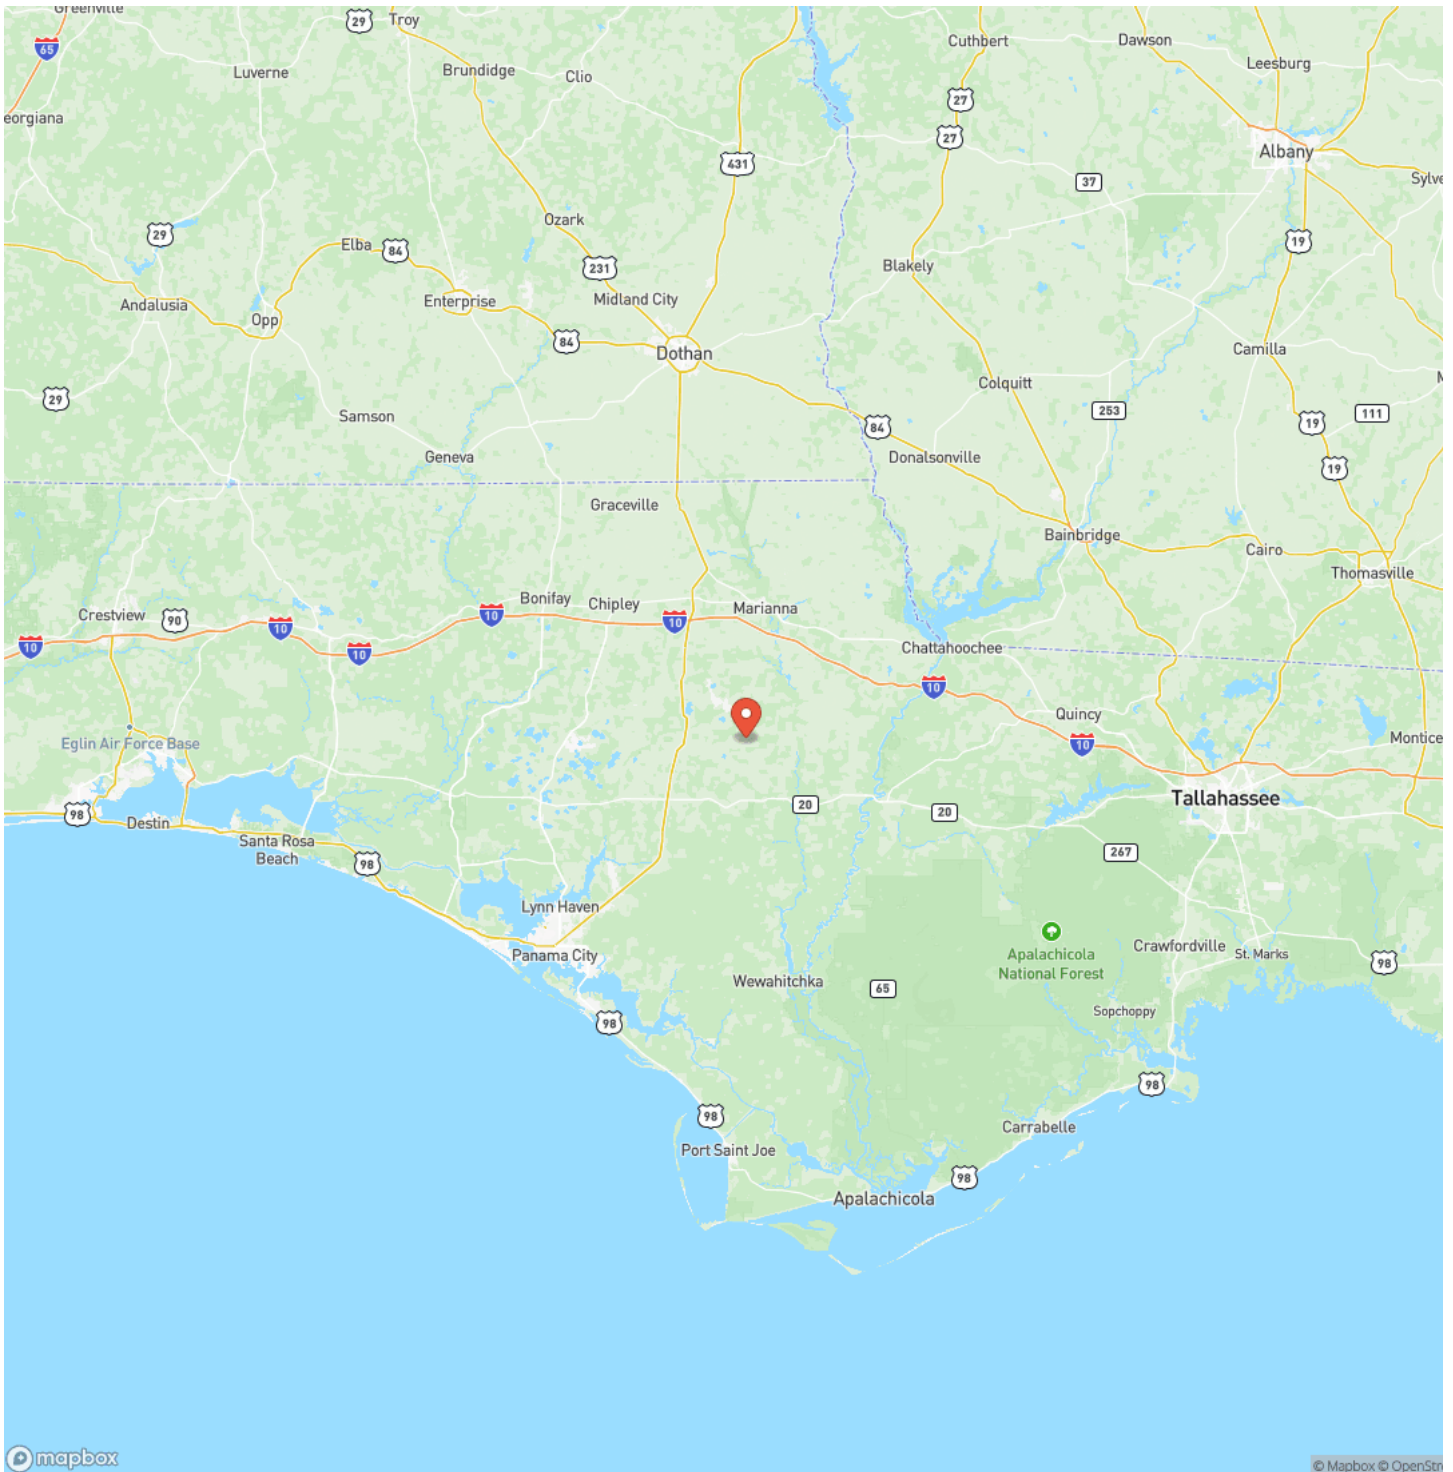 Greenville
29
Troy
Cuthbert
Dawson
65
Luverne
Brundidge
Clio
Leesburg
27
eorgiana
27
431
Albany
37
Sylve
29
Ozark
Elba
84
19
231
Blakely
Andalusia
Enterprise
Midland City
Opp
84
Dothan
Camilla
29
Colquitt
Samson
253
19
111
84
Geneva
Donalsonville
19
Graceville
Bainbridge
Cairo
Thomasville
Crestview
90
10
10
10
10
Bonifay
Chipley
10
Marianna
Chattahoochee
10
Quincy
10
Eglin Air Force Base
Montice
98
Destin
20
20
Tallahassee
Santa Rosa
Beach
98
267
Lynn Haven
Panama City
Apalachicola
National Forest
Crawfordville
St. Marks
98
Wewahitchka
65
98
Sopchoppy
98
98
Carrabelle
Port Saint Joe
98
Apalachicola
mapbox
© Mapbox © OpenStr